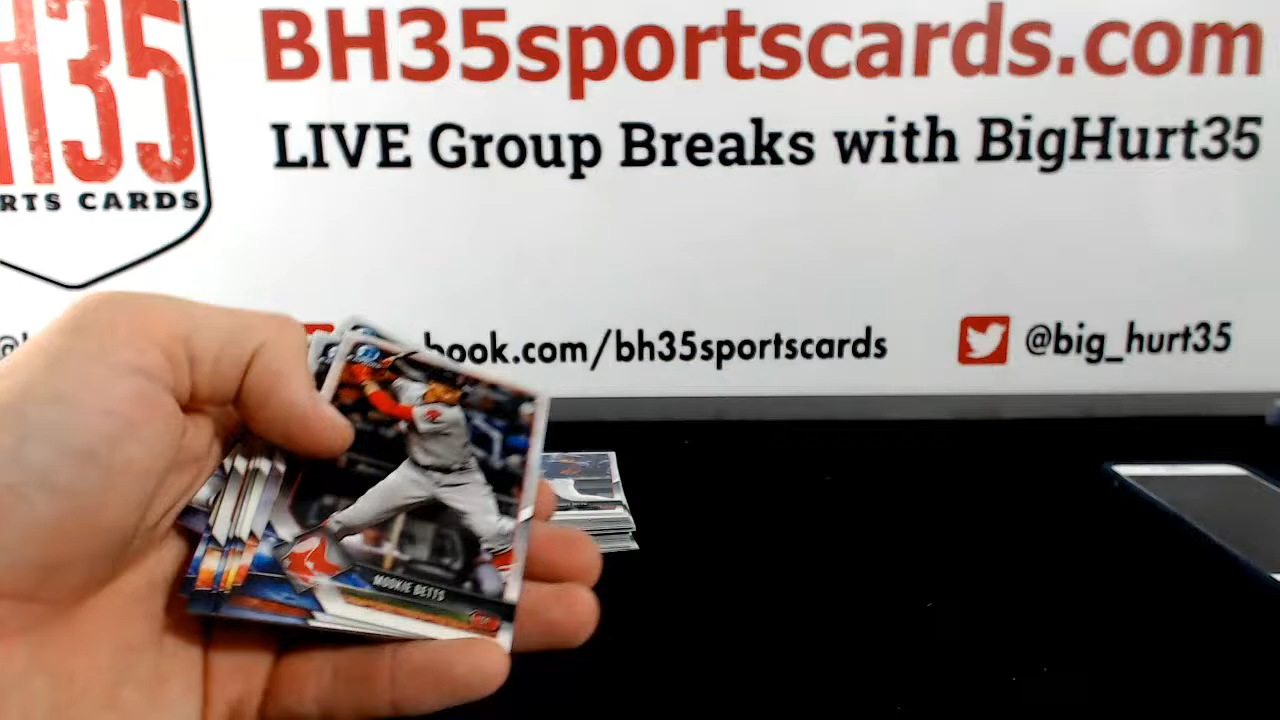 H35
RTS CARDS
BH35sportscards.com
LIVE Group Breaks with BigHurt35
book.com/bh35sportscards
@big_hurt35
MOOKIE BETTS